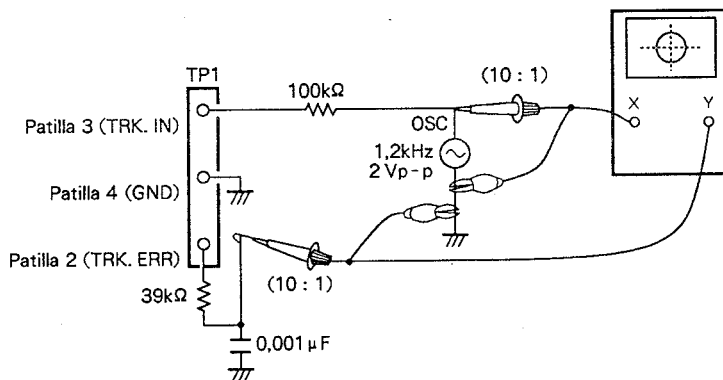 TP1
100kΩ
(10 : 1)
X
Y
Patilla 3 (TRK. IN)
OSC
1,2kHz
2 Vp-p
Patilla 4 (GND)
Patilla 2 (TRK. ERR)
(10 : 1)
39kΩ
0,001 µF